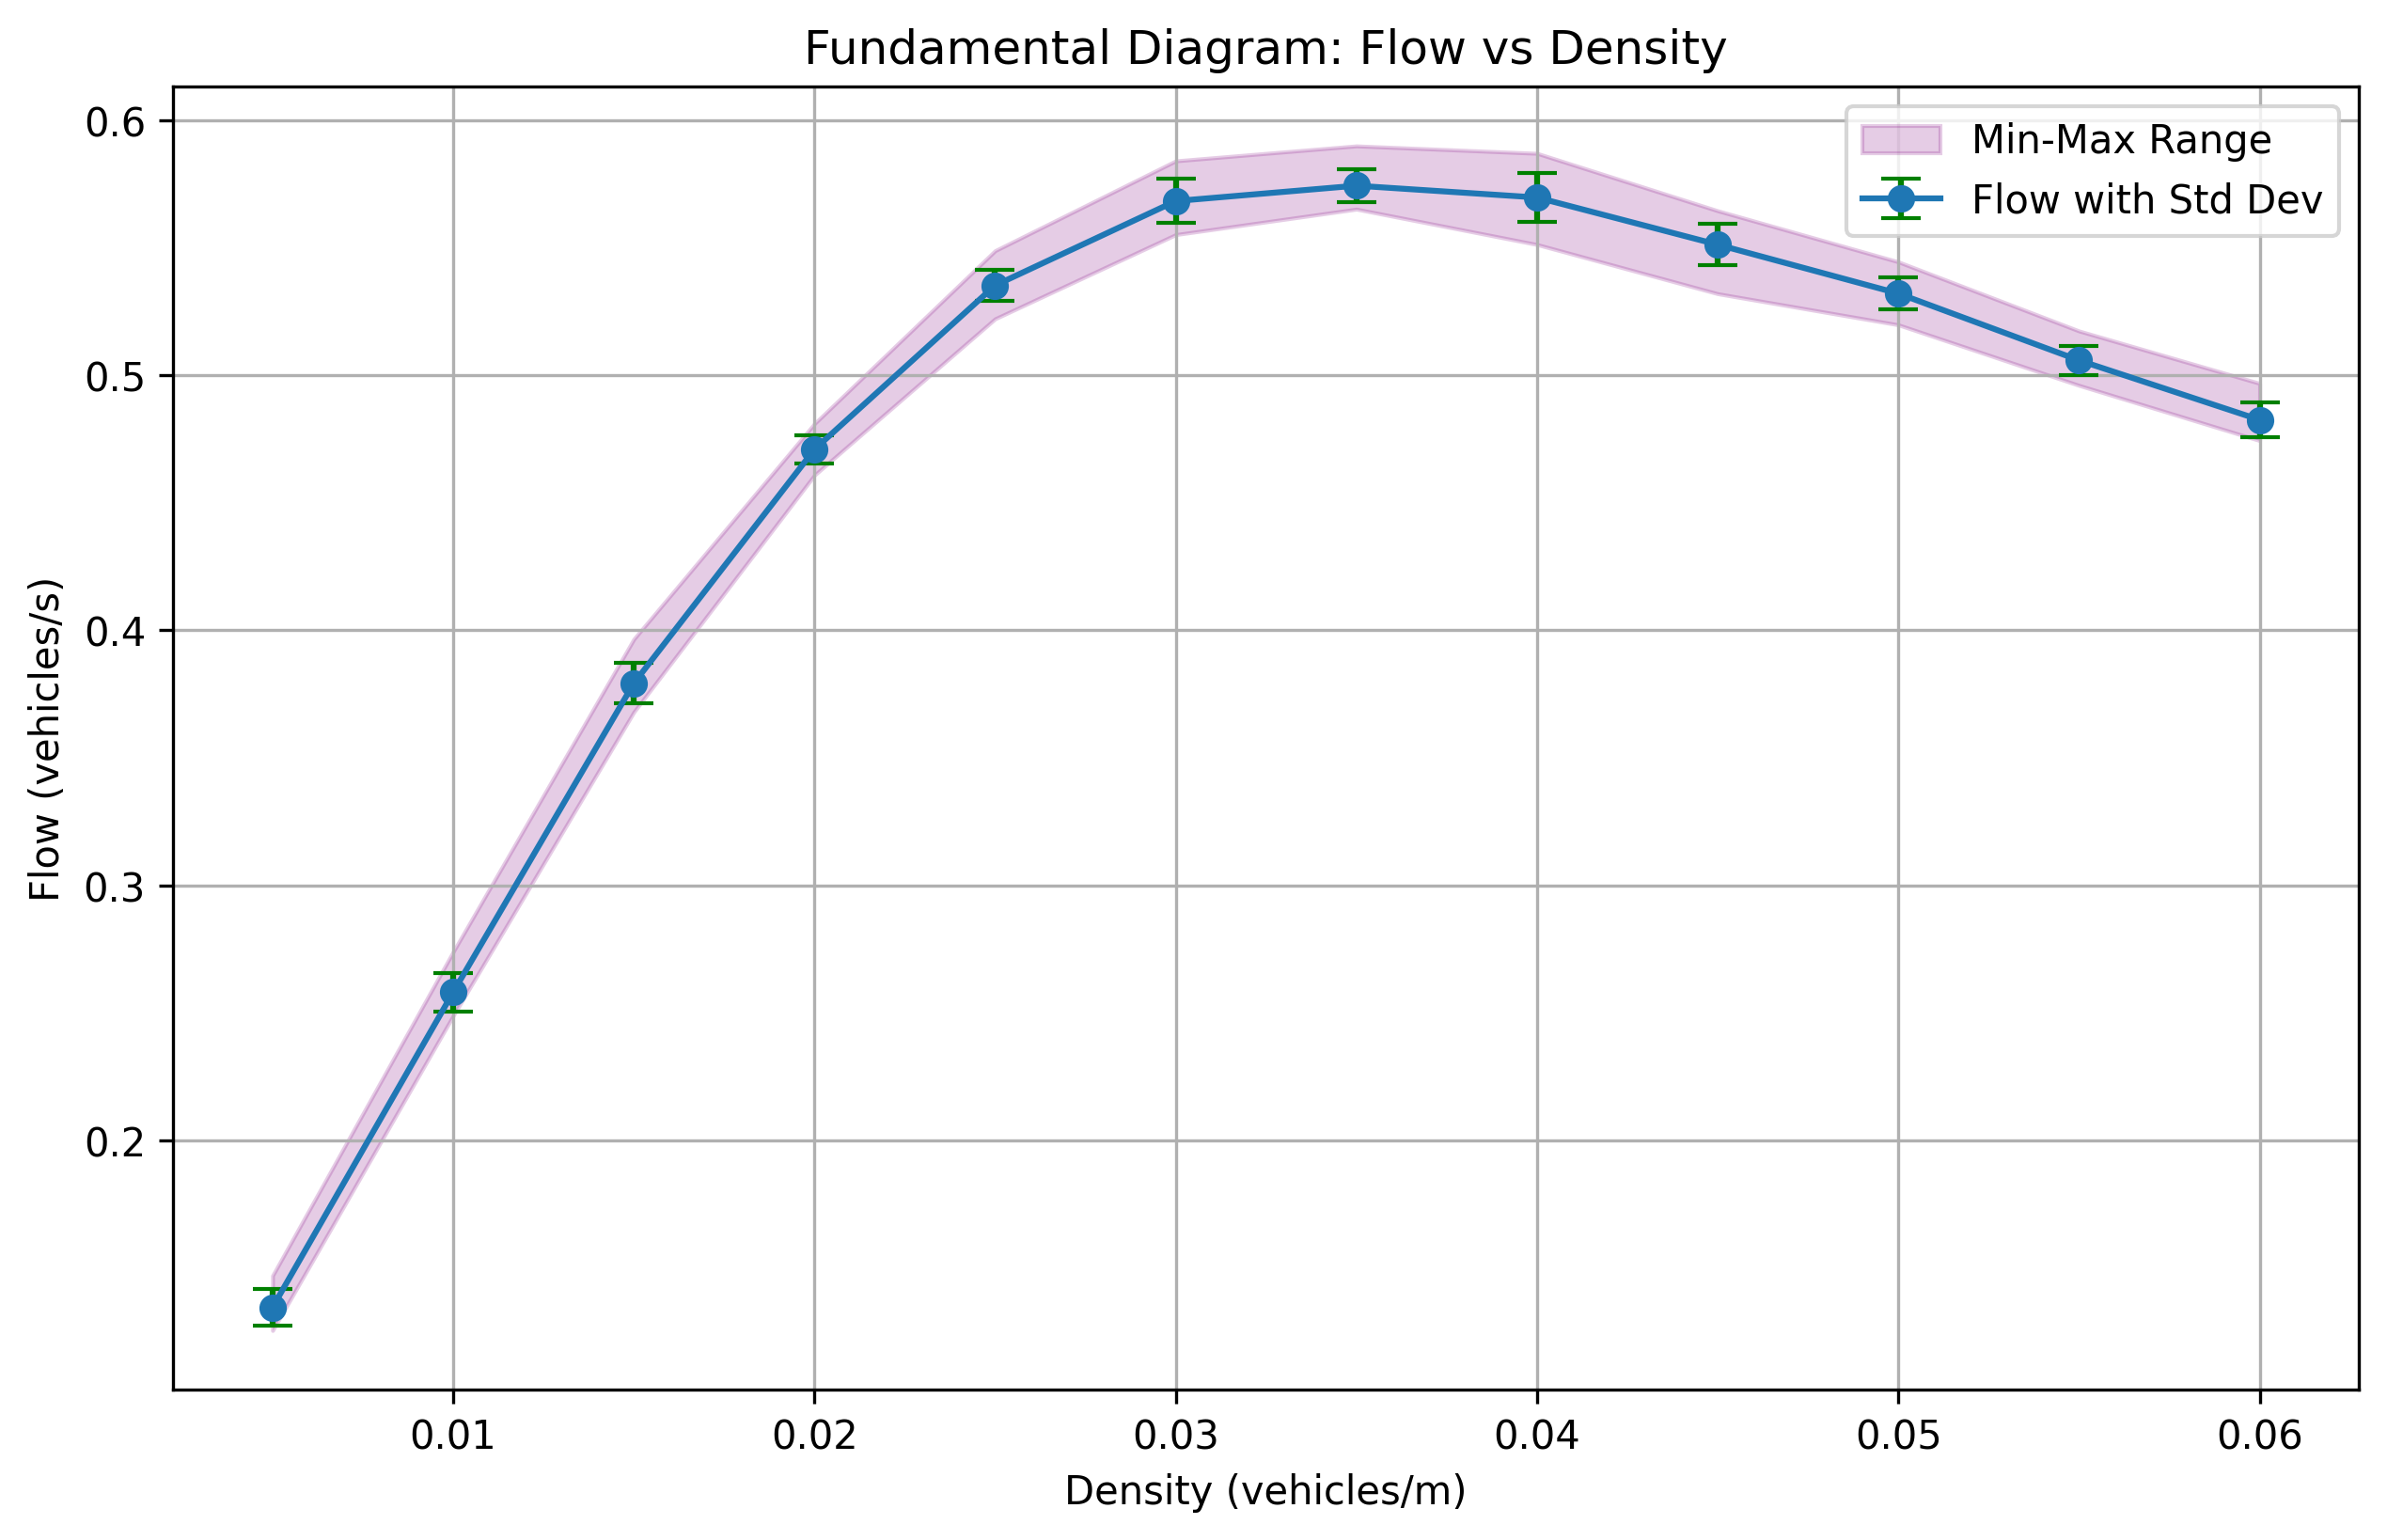 Fundamental Diagram: Flow vs Density
Min-Max Range
Flow with Std Dev
0.6
0.5
0.4
0.3
0.2
Flow (vehicles/s)
0.01
0.02
0.03
0.04
0.05
0.06
Density (vehicles/m)